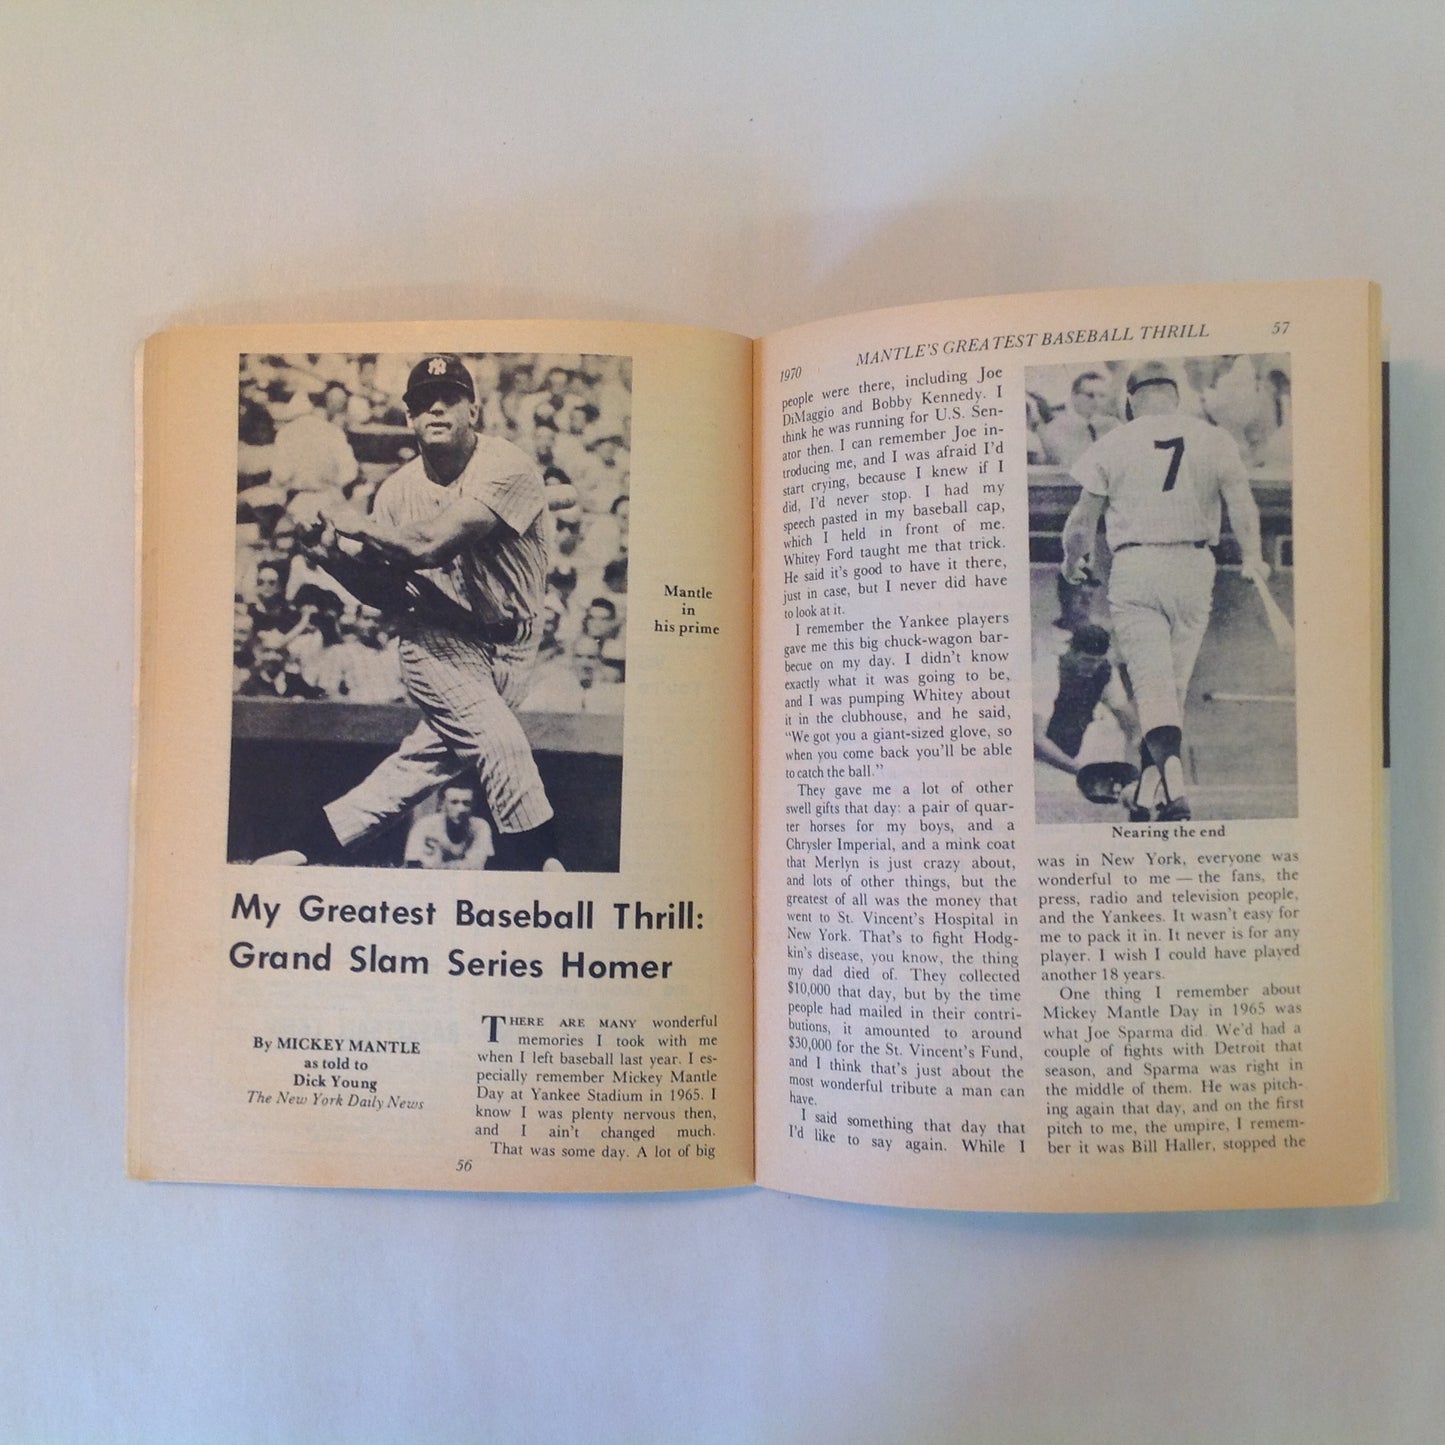 Mantle
in
his prime
My Greatest Baseball Thrill:
Grand Slam Series Homer
By MICKEY MANTLE
as told to
Dick Young
The New York Daily News
THERE ARE MANY wonderful
memories I took with me
when I left baseball last year. I es-
pecially remember Mickey Mantle
Day at Yankee Stadium in 1965. I
know I was plenty nervous then,
and I ain't changed much.
That was some day. A lot of big
56
1970
MANTLE'S GREATEST BASEBALL THRILL
57
people were there, including Joe
DiMaggio and Bobby Kennedy. I
think he was running for U.S. Sen-
ator then. I can remember Joe in-
troducing me, and I was afraid I'd
start crying, because I knew if I
did, I'd never stop. I had my
speech pasted in my baseball cap,
which I held in front of me.
Whitey Ford taught me that trick.
He said it's good to have it there,
just in case, but I never did have
to look at it.
I remember the Yankee players
gave me this big chuck-wagon bar-
becue on my day. I didn't know
exactly what it was going to be,
and I was pumping Whitey about
it in the clubhouse, and he said,
"We got you a giant-sized glove, so
when you come back you'll be able
to catch the ball."
They gave me a lot of other
swell gifts that day: a pair of quar-
ter horses for my boys, and a
Chrysler Imperial, and a mink coat
that Merlyn is just crazy about,
and lots of other things, but the
greatest of all was the money that
went to St. Vincent's Hospital in
New York. That's to fight Hodg-
kin's disease, you know, the thing
my dad died of. They collected
$10,000 that day, but by the time
people had mailed in their contri-
butions, it amounted to around
$30,000 for the St. Vincent's Fund,
and I think that's just about the
most wonderful tribute a man can
have.
I said something that day that
I'd like to say again. While I
7
Nearing the end
was in New York, everyone was
wonderful to me — the fans, the
press, radio and television people,
and the Yankees. It wasn't easy for
me to pack it in. It never is for any
player. I wish I could have played
another 18 years.
One thing I remember about
Mickey Mantle Day in 1965 was
what Joe Sparma did. We'd had a
couple of fights with Detroit that
season, and Sparma was right in
the middle of them. He was pitch-
ing again that day, and on the first
pitch to me, the umpire, I remem-
ber it was Bill Haller, stopped the